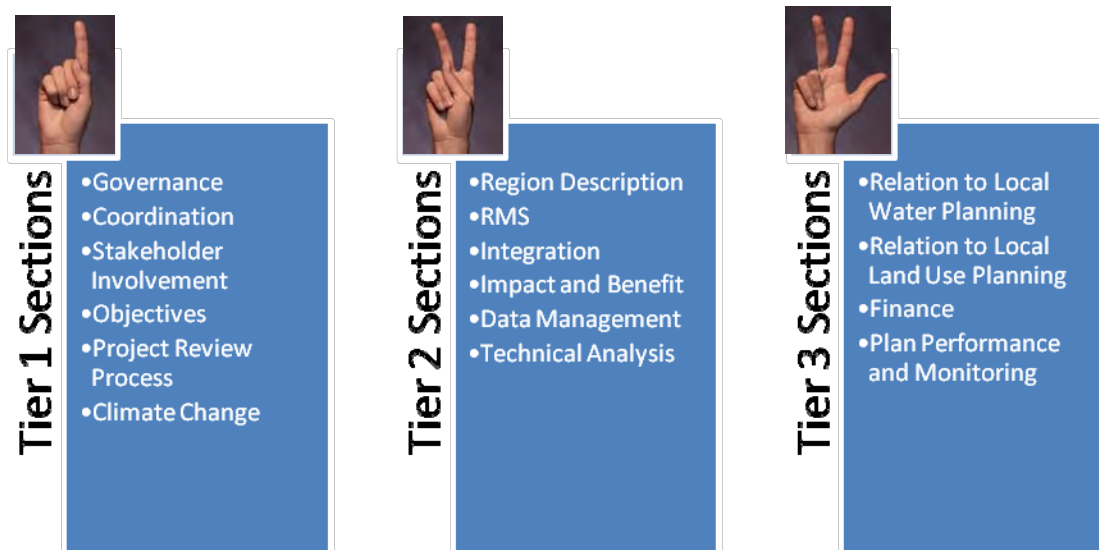 Tier 1 Sections
•Governance
•Coordination
•Stakeholder
Involvement
•Objectives
•Project Review
Process
•Climate Change
Tier 2 Sections
•Region Description
•RMS
•Integration
•Impact and Benefit
•Data Management
•Technical Analysis
Tier 3 Sections
•Relation to Local
Water Planning
•Relation to Local
Land Use Planning
•Finance
•Plan Performance
and Monitoring